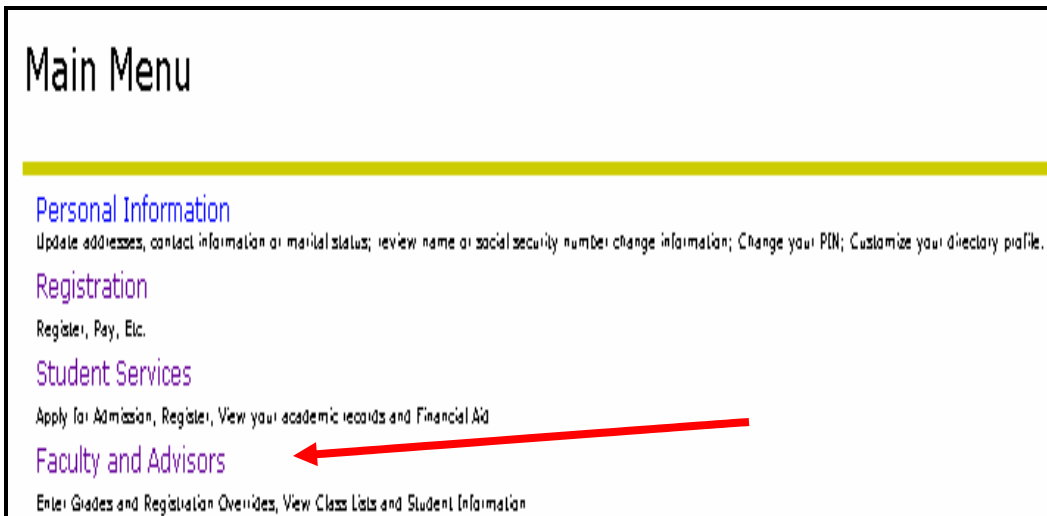 Main Menu
Personal Information
Update addresses, contact information or marital status; review name or social security number change information; Change your PIN; Customize your directory profile.
Registration
Register, Pay, Etc.
Student Services
Apply for Admission, Register, View your academic records and Financial Aid
Faculty and Advisors
Enter Grades and Registration Overrides, View Class Lists and Student Information